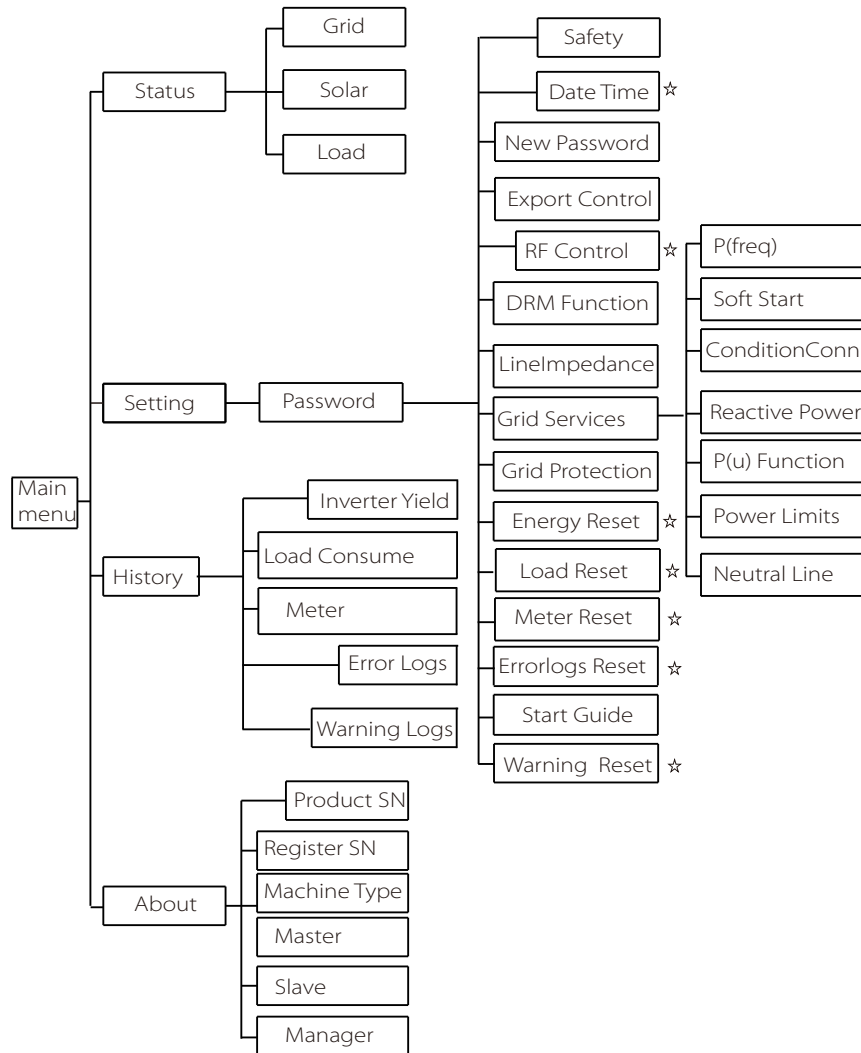 Main
menu
Status
Grid
Solar
Load
Setting
Password
Safety
Date Time ☆
New Password
Export Control
RF Control ☆
DRM Function
LineImpedance
Grid Services
P(freq)
Soft Start
ConditionConn
Reactive Power
P(u) Function
Power Limits
Neutral Line
Grid Protection
Energy Reset ☆
Load Reset ☆
Meter Reset ☆
Errorlogs Reset ☆
Start Guide
Warning Reset ☆
History
Inverter Yield
Load Consume
Meter
Error Logs
Warning Logs
About
Product SN
Register SN
Machine Type
Master
Slave
Manager